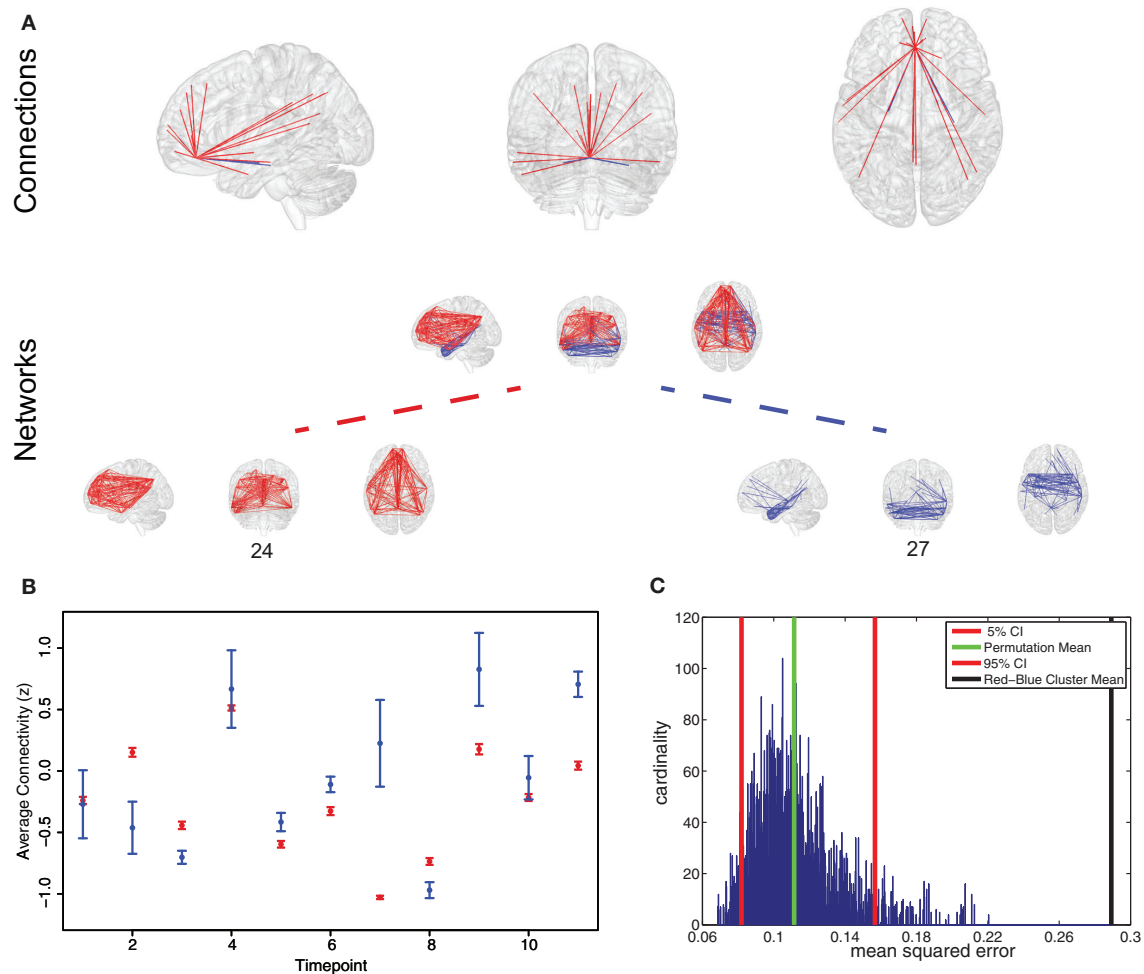 A
Connections
Networks
24
27
B
Average Connectivity (z)
1.0
0.5
0.0
−0.5
−1.0
2
4
6
8
10
Timepoint
C
cardinality
120
100
80
60
40
20
0
0.06
0.1
0.14
0.18
0.22
0.26
0.3
mean squared error
5% CI
Permutation Mean
95% CI
Red−Blue Cluster Mean